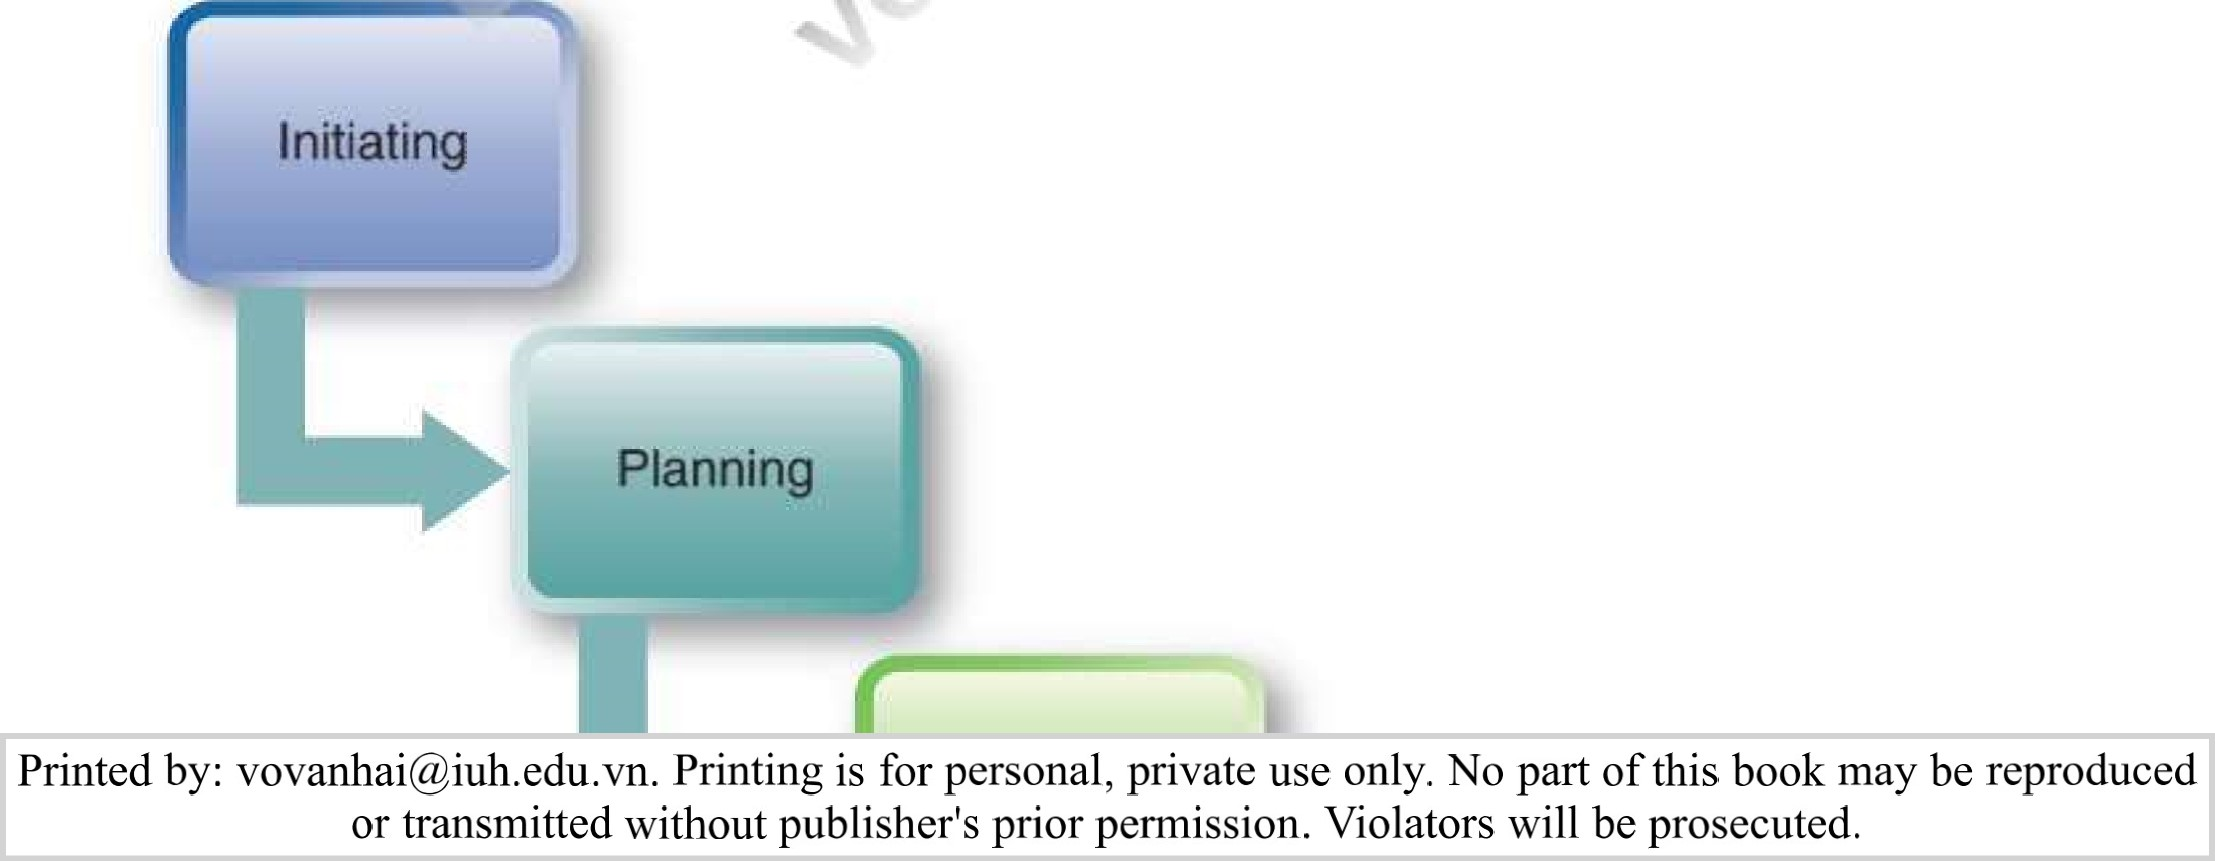 Initiating
Planning
Printed by: vovanhai@iuh.edu.vn. Printing is for personal, private use only. No part of this book may be reproduced
or transmitted without publisher's prior permission. Violators will be prosecuted.